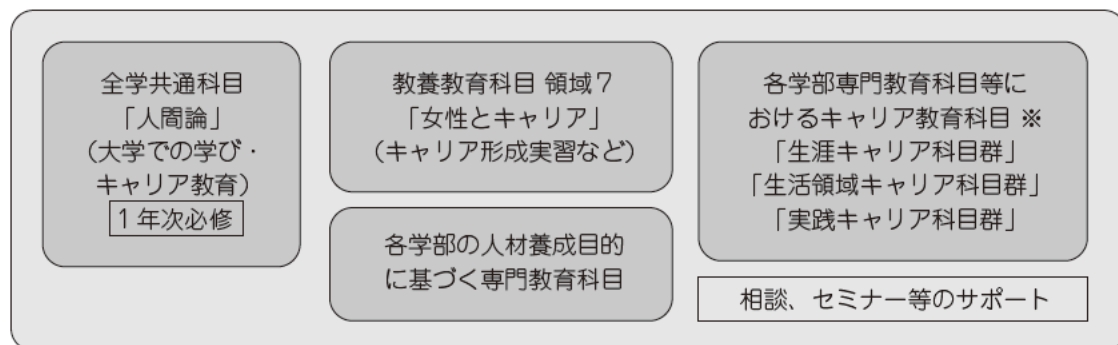 全学共通科目
「人間論」
(大学での学び・
キャリア教育)
1年次必修
教養教育科目 領域7
「女性とキャリア」
(キャリア形成実習など)
各学部の人材養成目的
に基づく専門教育科目
各学部専門教育科目等に
おけるキャリア教育科目 ※
「生涯キャリア科目群」
「生活領域キャリア科目群」
「実践キャリア科目群」
相談、セミナー等のサポート